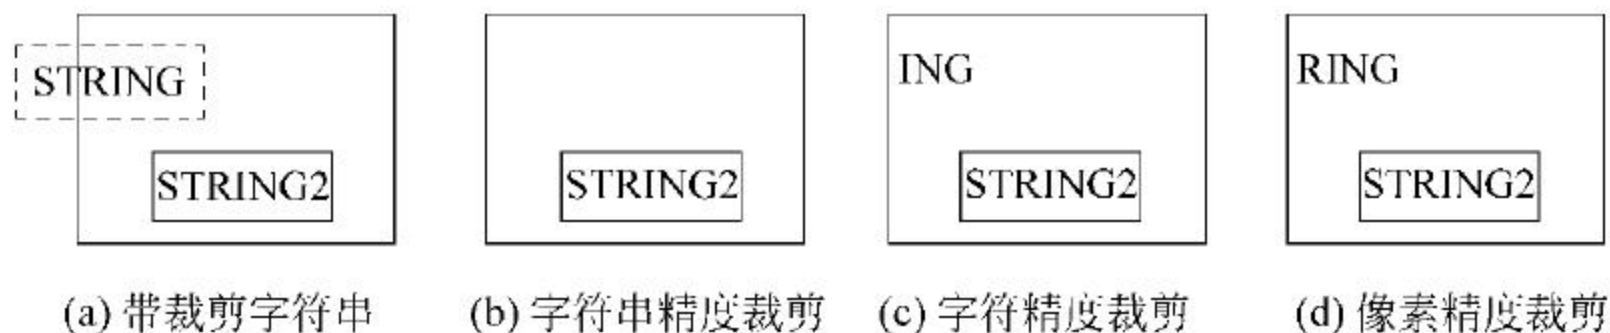 STRING
ING
RING
STRING2
STRING2
STRING2
STRING2
(a) 带裁剪字符串
(b) 字符串精度裁剪
(c) 字符精度裁剪
(d) 像素精度裁剪